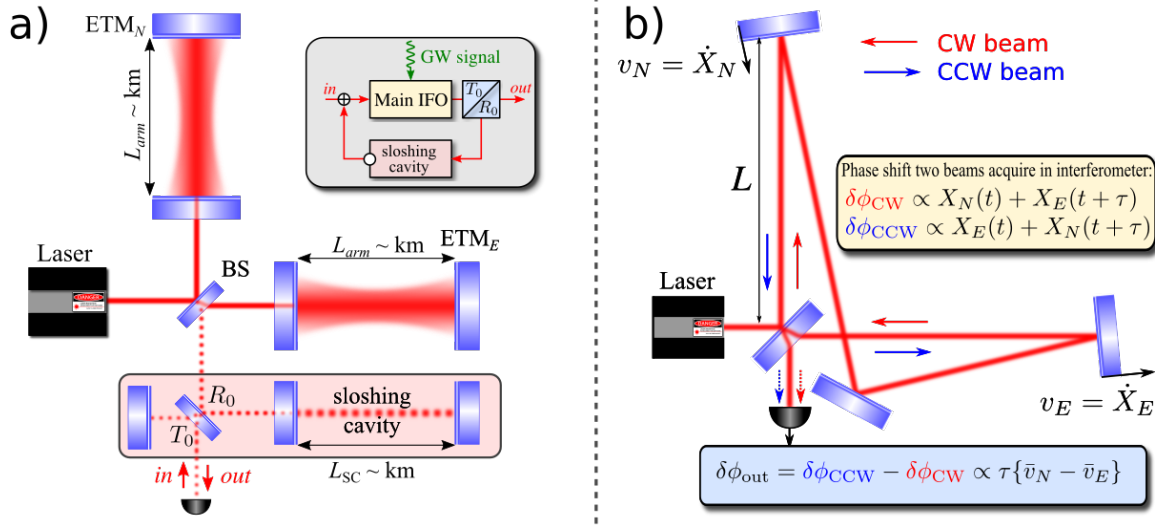 a)
ETM_N
L_arm ~ km
GW signal
in
Main IFO
T_0
R_0
out
sloshing
cavity
Laser
DANGER
BS
L_arm ~ km
ETM_E
R_0
T_0
sloshing
cavity
L_SC ~ km
in
out
b)
v_N = Ẋ_N
CW beam
CCW beam
L
Phase shift two beams acquire in interferometer:
δϕ_CW ∝ X_N(t) + X_E(t + τ)
δϕ_CCW ∝ X_E(t) + X_N(t + τ)
Laser
DANGER
v_E = Ẋ_E
δϕ_out = δϕ_CCW − δϕ_CW ∝ τ{v̄_N − v̄_E}